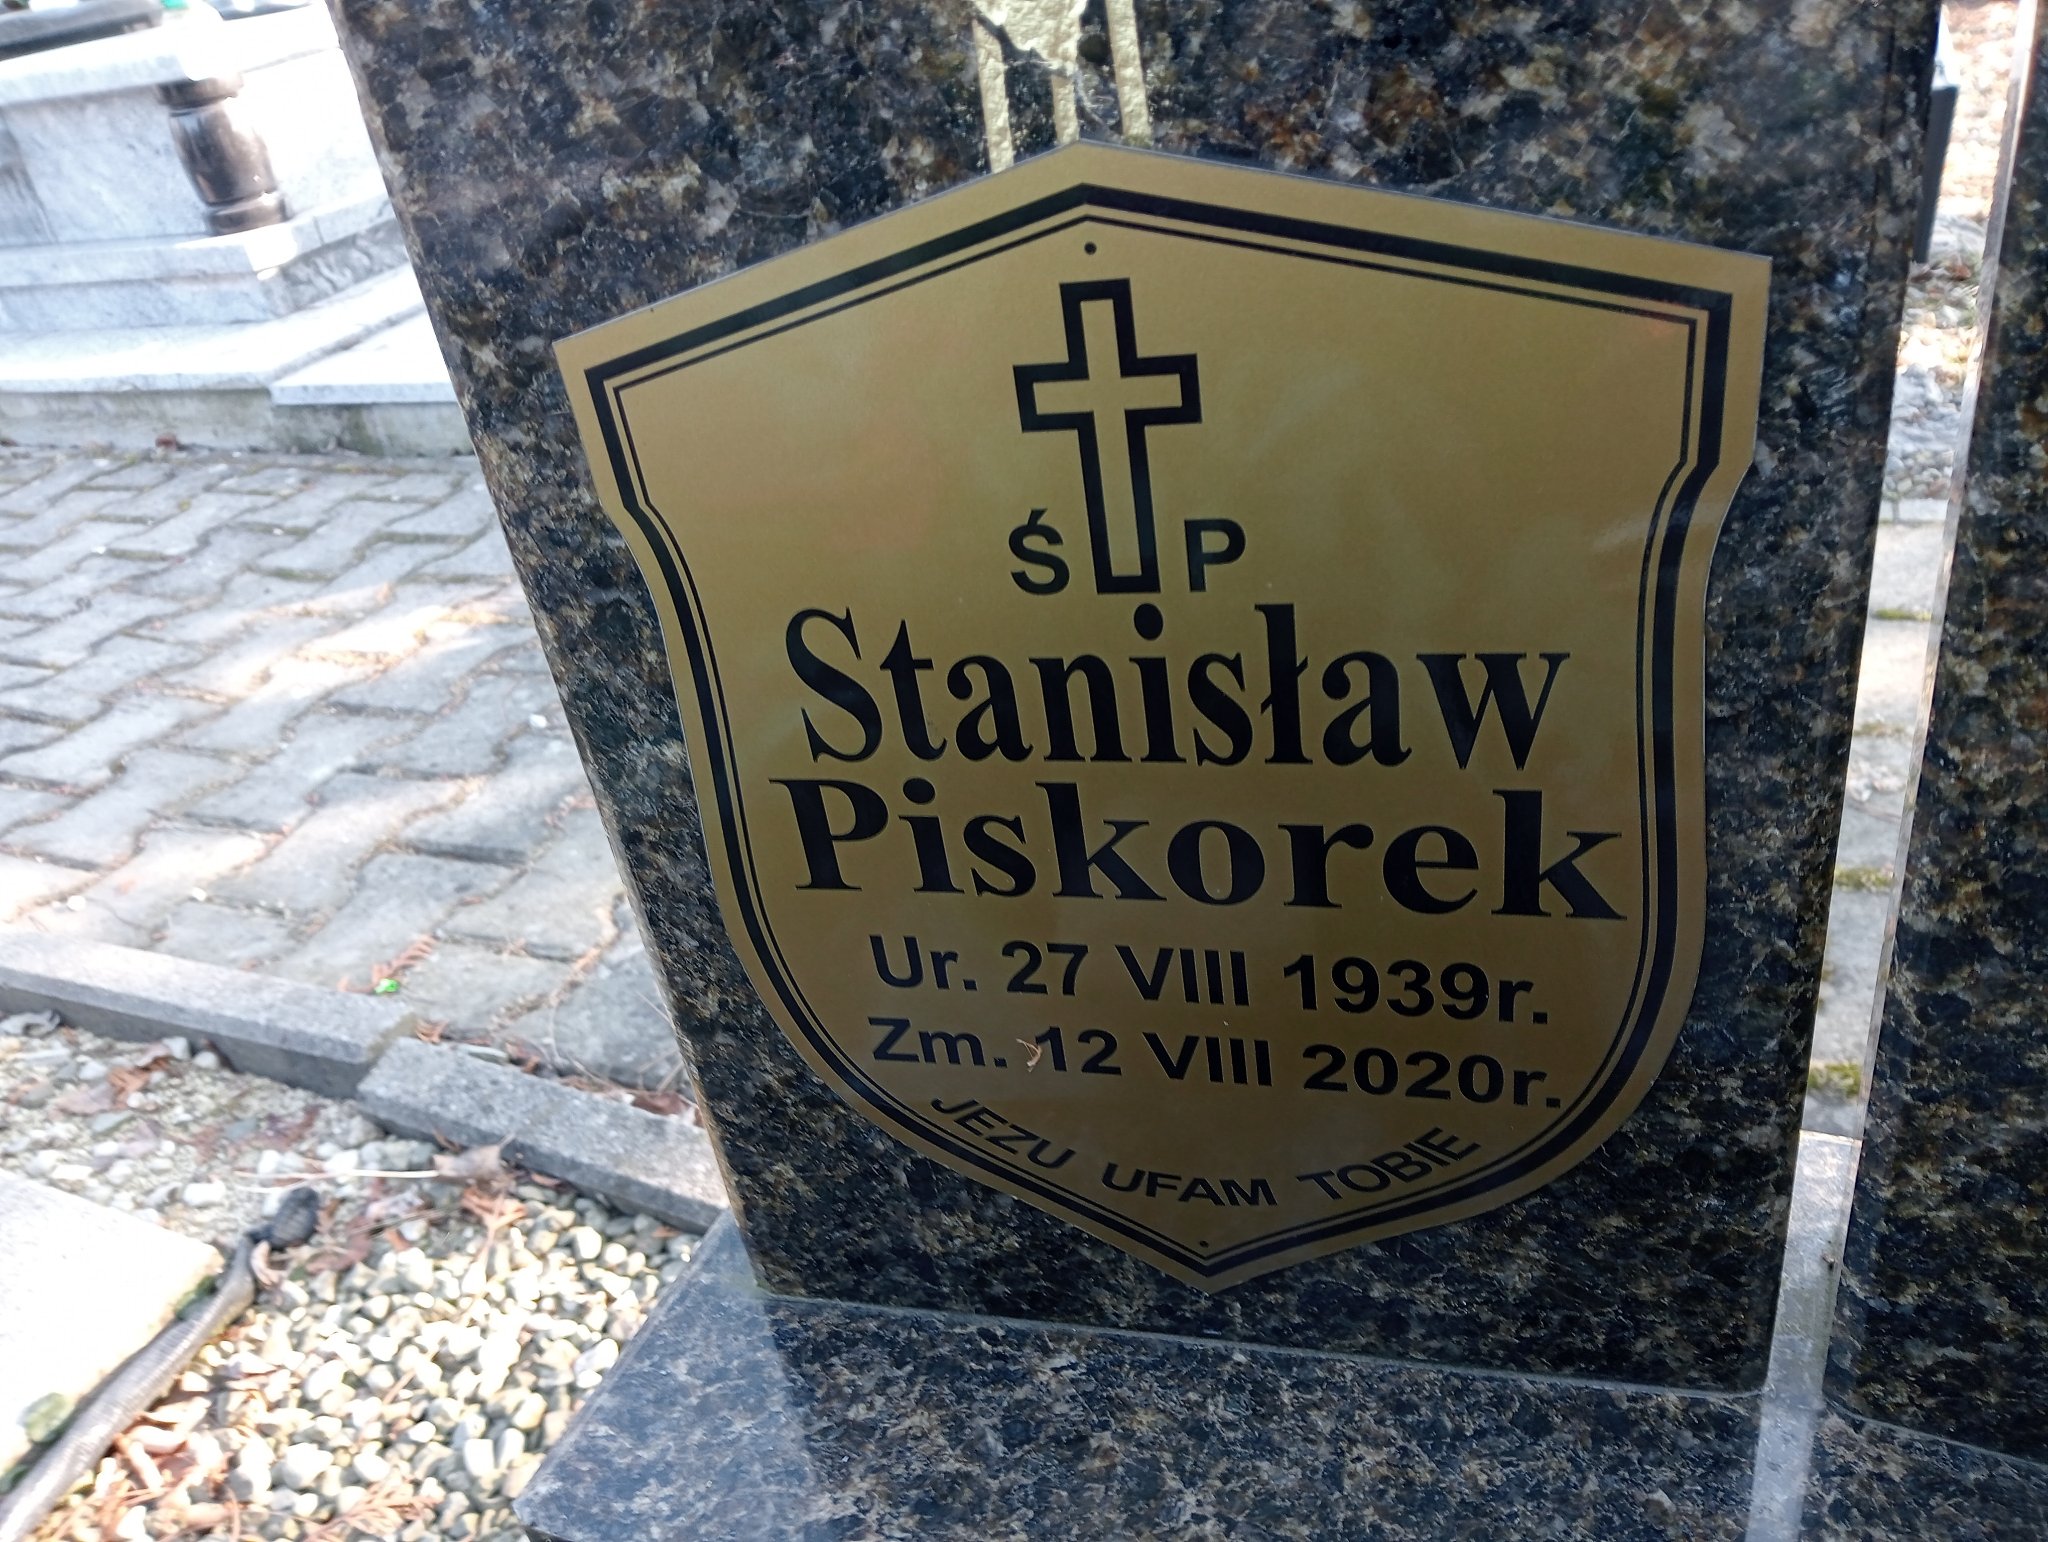 Ś P
Stanisław
Piskorek
Ur. 27 VIII 1939r.
Zm. 12 VIII 2020r.
JEZU UFAM TOBIE